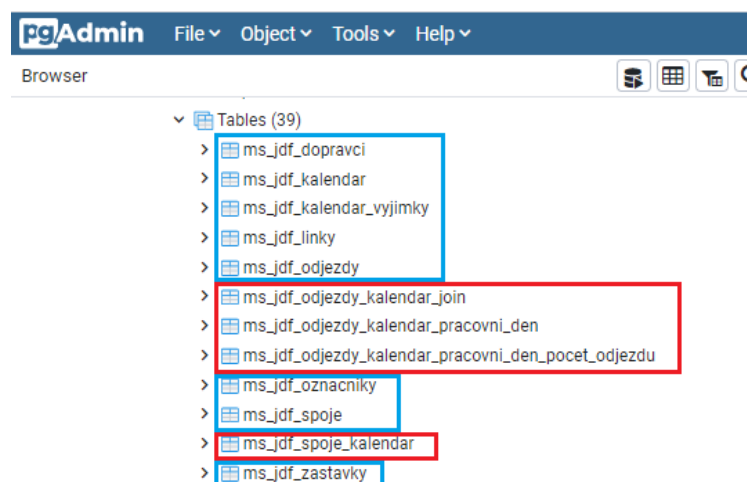 pgAdmin File Object Tools Help
Browser
Tables (39)
ms_jdf_dopravci
ms_jdf_kalendar
ms_jdf_kalendar_vyjimky
ms_jdf_linky
ms_jdf_odjezdy
ms_jdf_odjezdy_kalendar_join
ms_jdf_odjezdy_kalendar_pracovni_den
ms_jdf_odjezdy_kalendar_pracovni_den_pocet_odjezdu
ms_jdf_oznacniky
ms_jdf_spoje
ms_jdf_spoje_kalendar
ms_jdf_zastavky